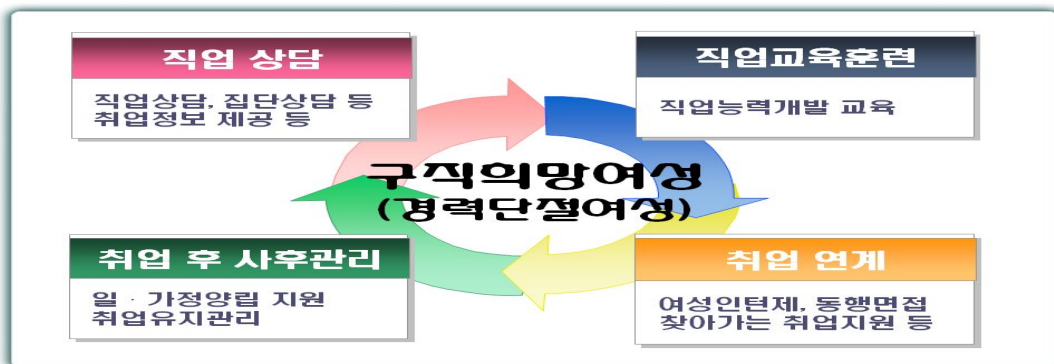 직업 상담
직업상담, 집단상담 등
취업정보 제공 등
직업교육훈련
직업능력개발 교육
구직희망여성
(경력단절여성)
취업 후 사후관리
일 · 가정양립 지원
취업유지관리
취업 연계
여성인턴제, 동행면접
찾아가는 취업지원 등